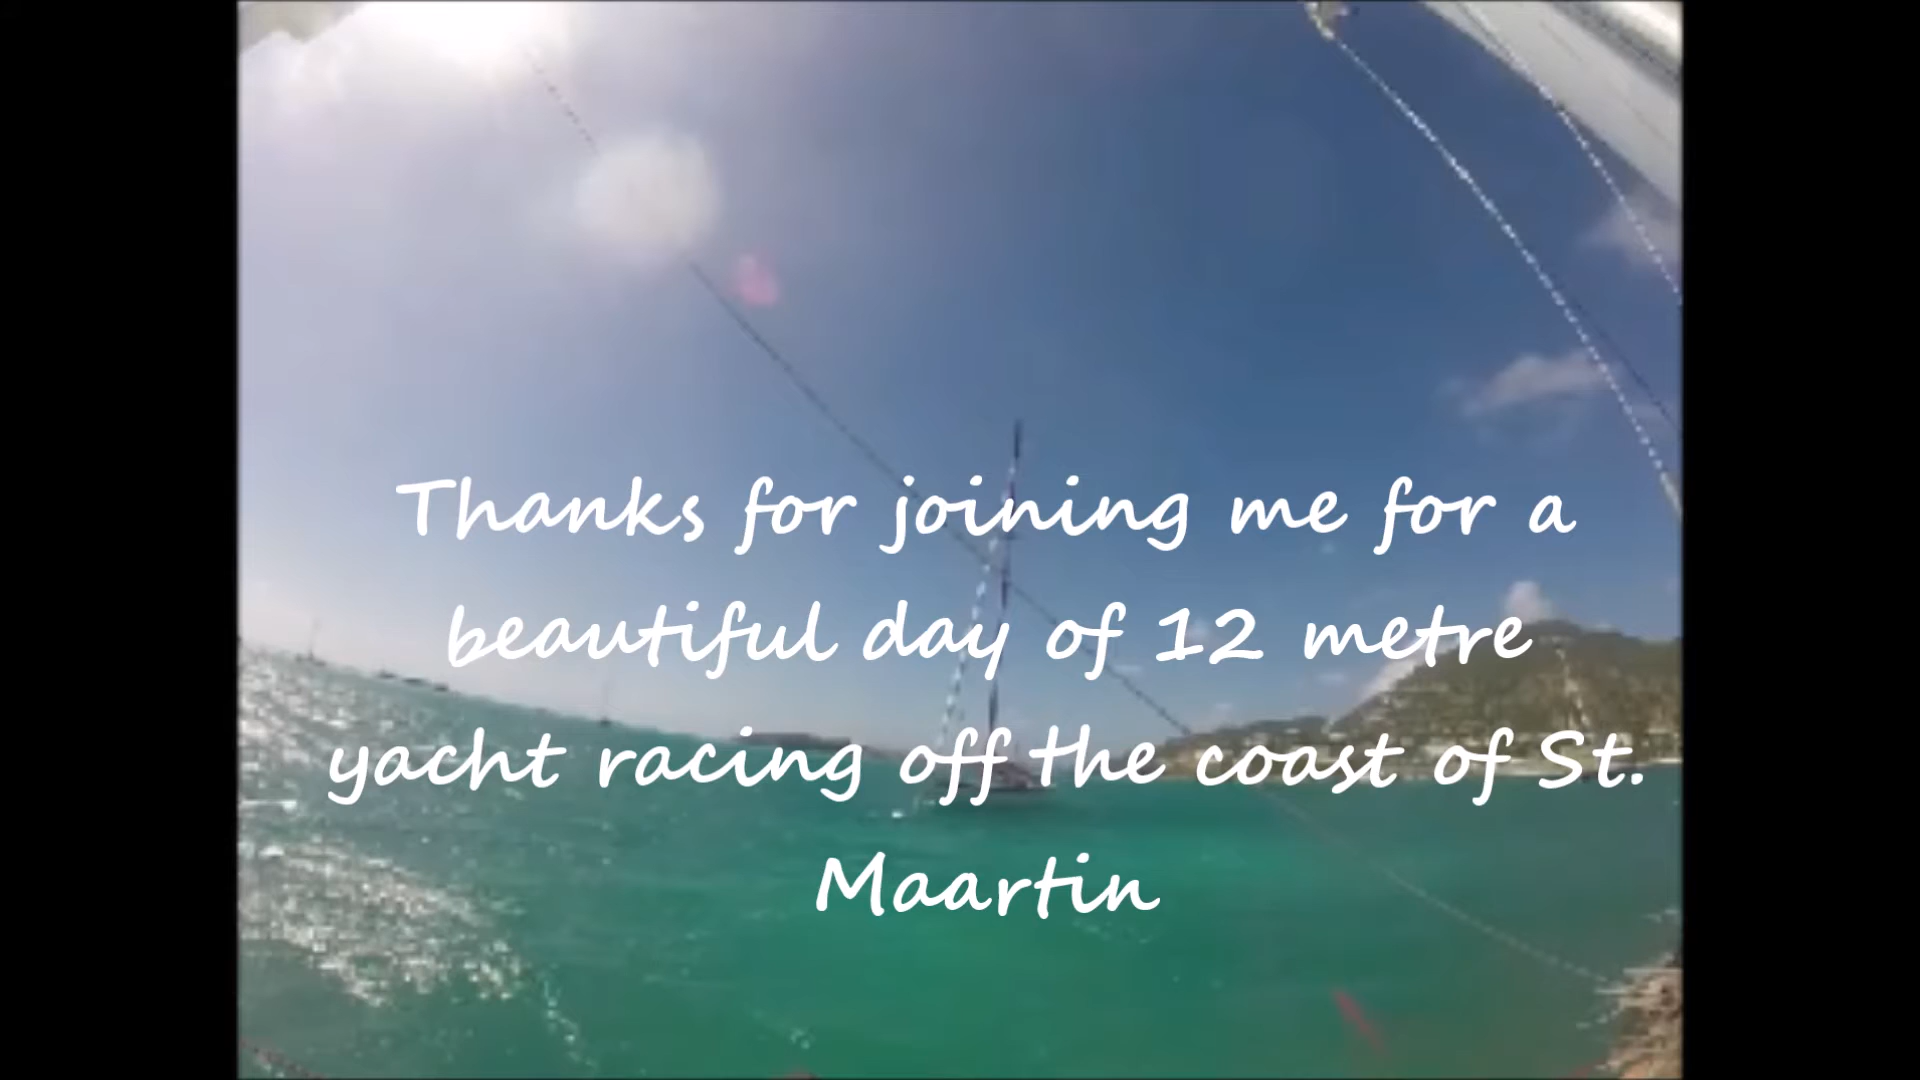 Thanks for joining me for a
beautiful day of 12 metre
yacht racing off the coast of St.
Maartin